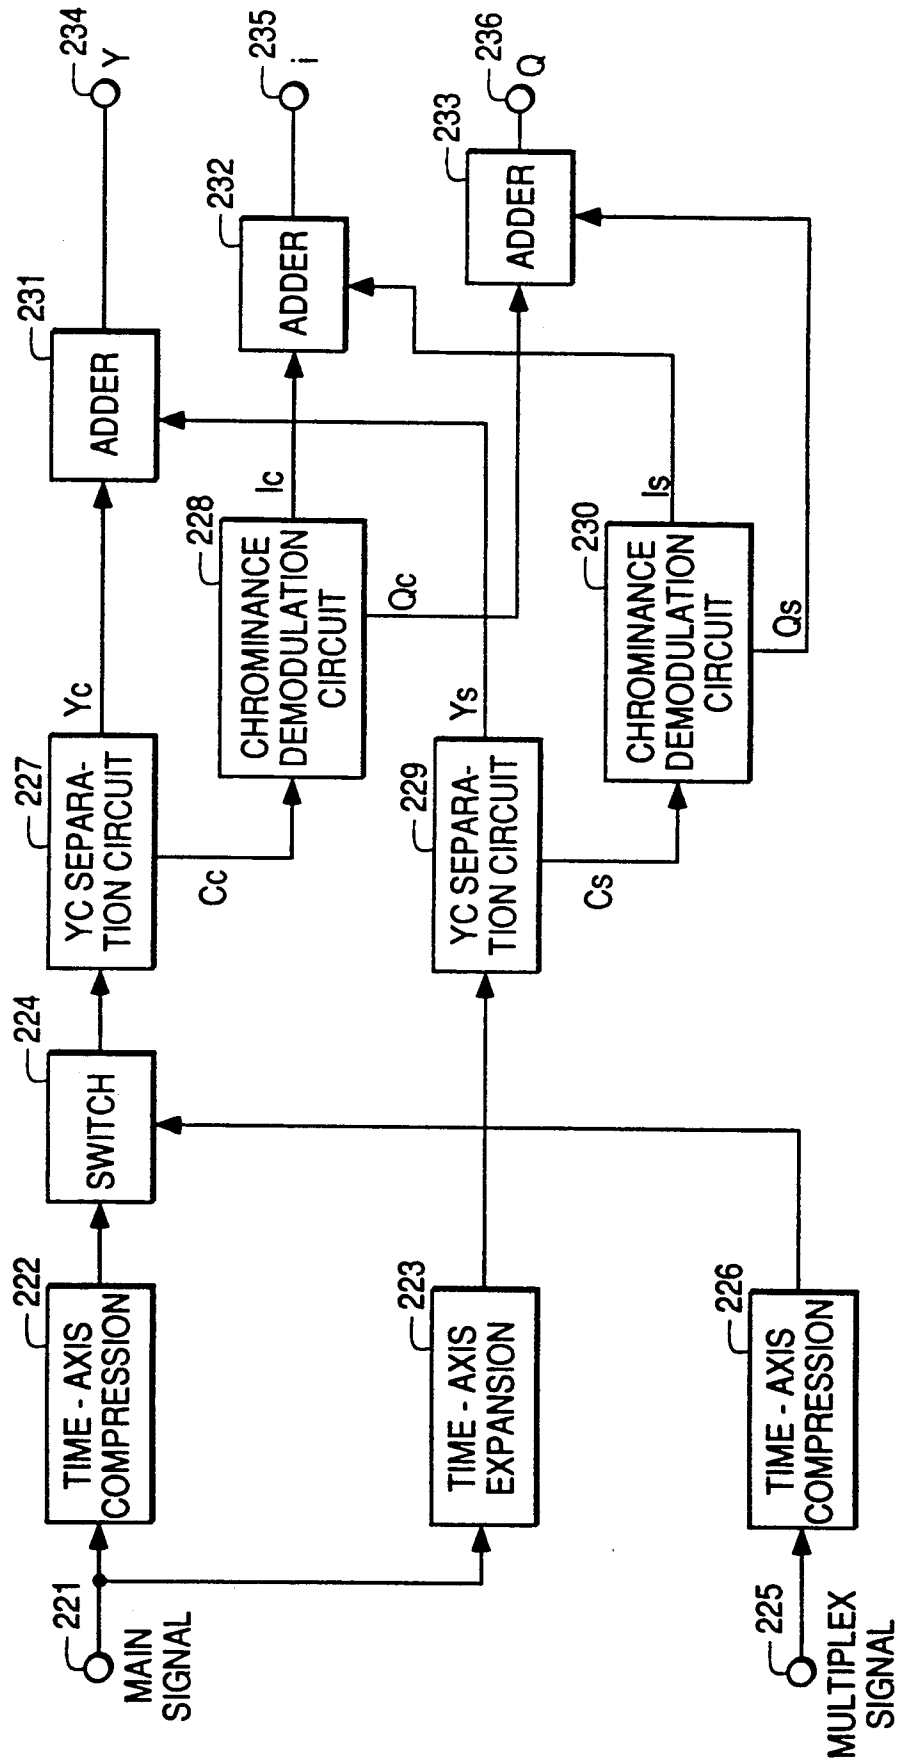 221
MAIN
SIGNAL
222
TIME - AXIS
COMPRESSION
224
SWITCH
227
YC SEPARA-
TION CIRCUIT
Yc
Cc
231
ADDER
234
Y
228
CHROMINANCE
DEMODULATION
CIRCUIT
Ic
Qc
232
ADDER
235
i
223
TIME - AXIS
EXPANSION
229
YC SEPARA-
TION CIRCUIT
Ys
Cs
233
ADDER
236
Q
230
CHROMINANCE
DEMODULATION
CIRCUIT
Is
Qs
225
MULTIPLEX
SIGNAL
226
TIME - AXIS
COMPRESSION